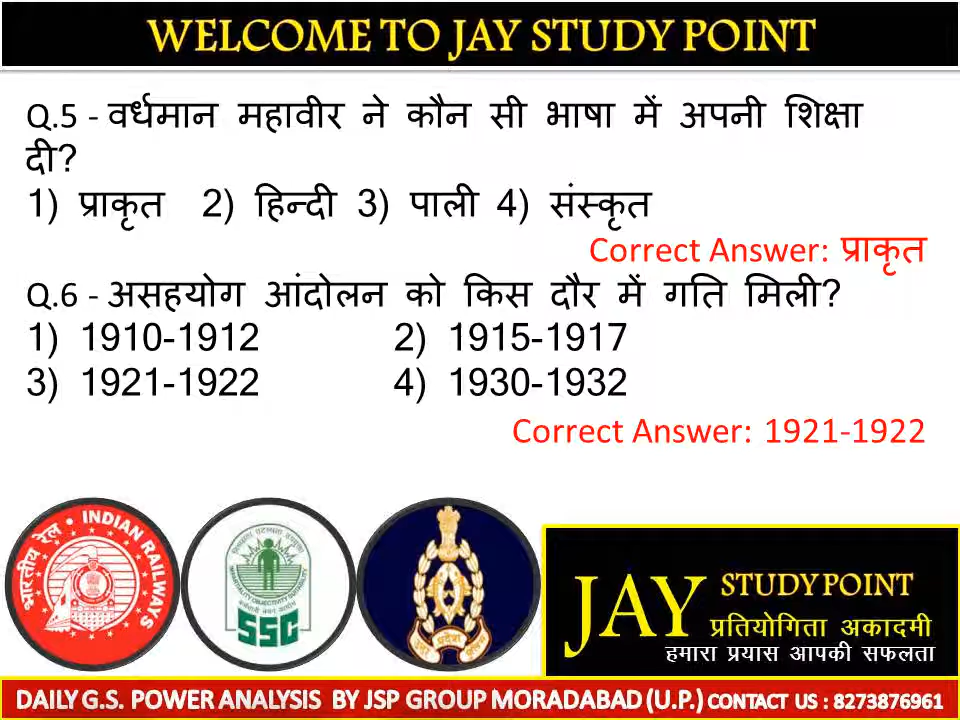 WELCOME TO JAY STUDY POINT
Q.5 - वर्धमान महावीर ने कौन सी भाषा में अपनी शिक्षा
दी?
1) प्राकृत 2) हिन्दी 3) पाली 4) संस्कृत
Correct Answer: प्राकृत
Q.6 - असहयोग आंदोलन को किस दौर में गति मिली?
1) 1910-1912 2) 1915-1917
3) 1921-1922 4) 1930-1932
Correct Answer: 1921-1922
भारतीय रेल INDIAN RAILWAYS
SSC
उत्तर प्रदेश पुलिस
JAY STUDY POINT
प्रतियोगिता अकादमी
हमारा प्रयास आपकी सफलता
DAILY G.S. POWER ANALYSIS BY JSP GROUP MORADABAD (U.P.) CONTACT US : 8273876961